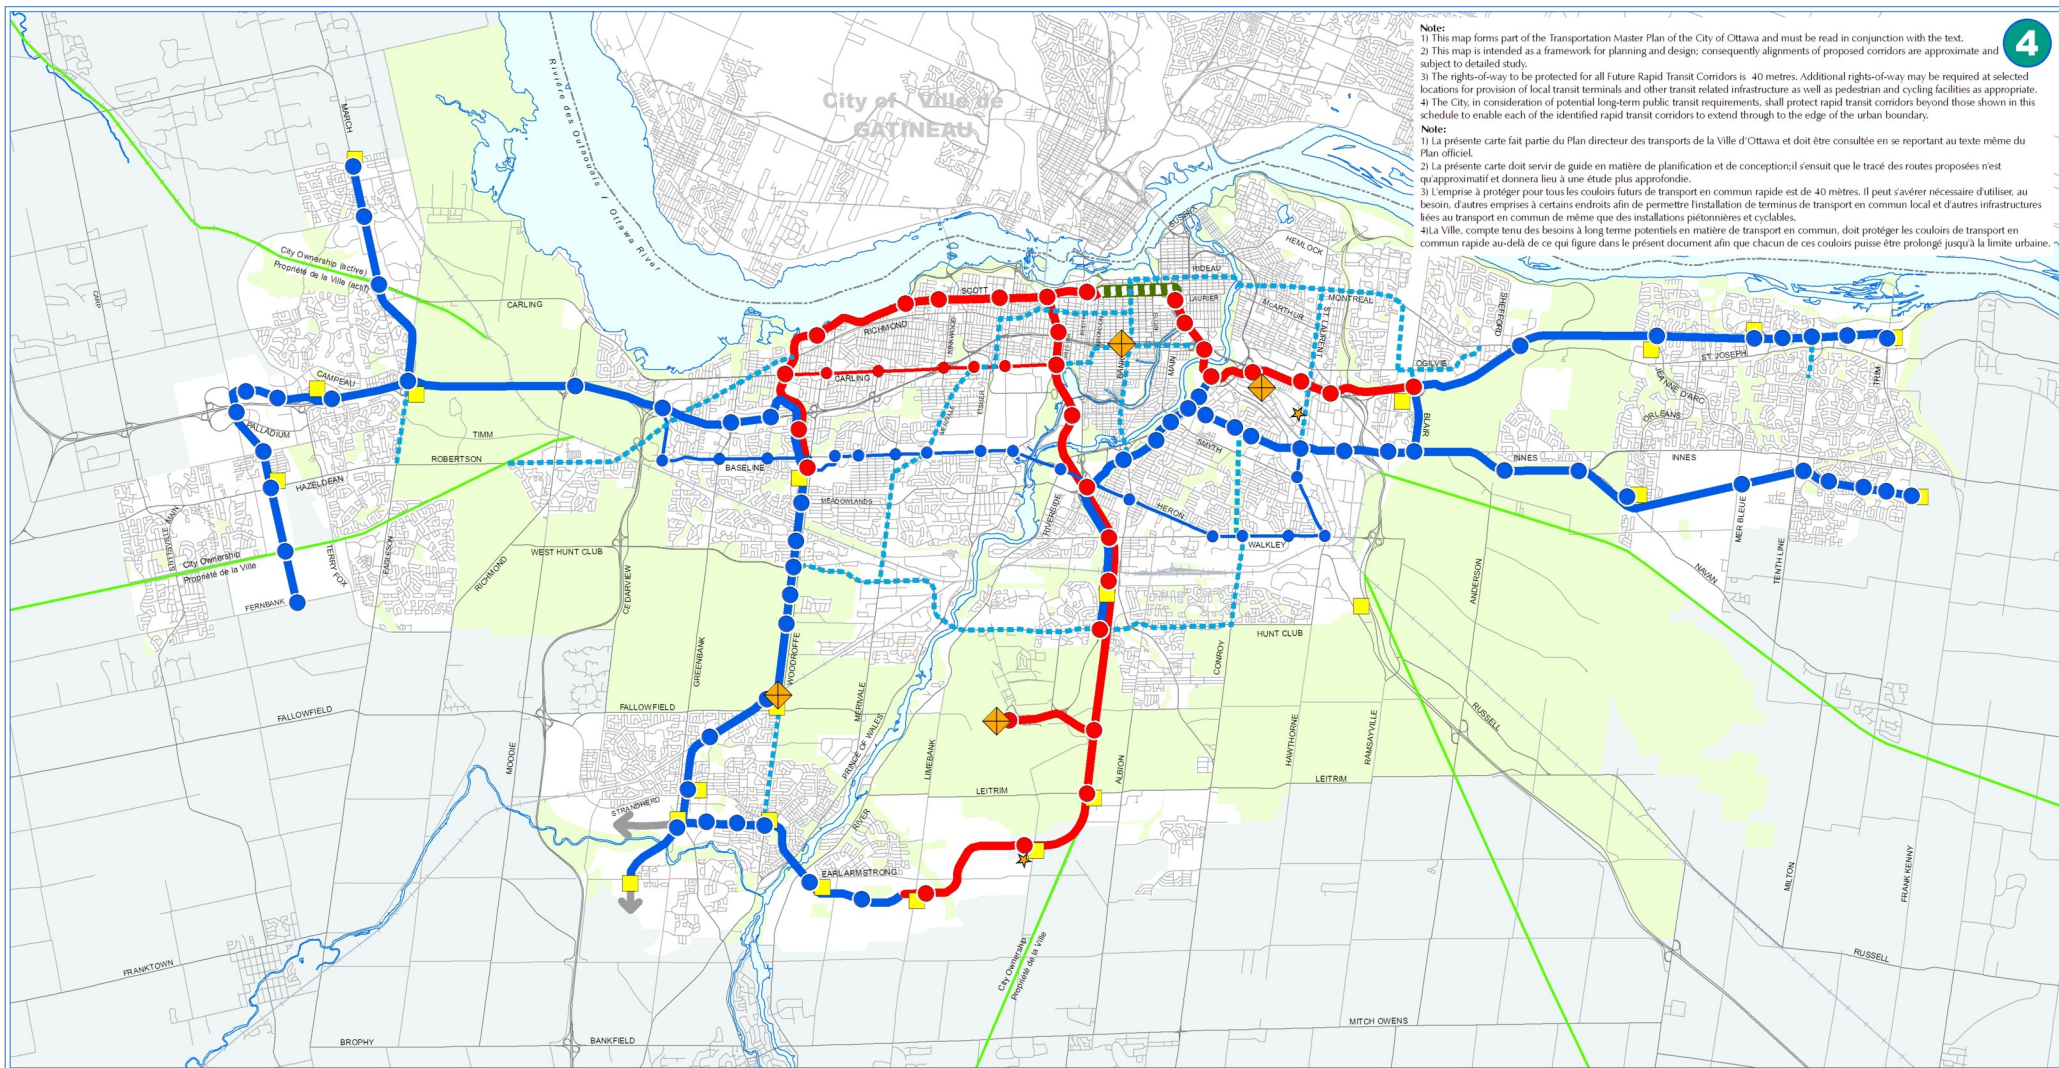 Note:
1) This map forms part of the Transportation Master Plan of the City of Ottawa and must be read in conjunction with the text.
2) This map is intended as a framework for planning and design; consequently alignments of proposed corridors are approximate and
subject to detailed study.
3) The rights-of-way to be protected for all Future Rapid Transit Corridors is 40 metres. Additional rights-of-way may be required at selected
locations for provision of local transit terminals and other transit related infrastructure as well as pedestrian and cycling facilities as appropriate.
4) The City, in consideration of potential long-term public transit requirements, shall protect rapid transit corridors beyond those shown in this
schedule to enable each of the identified rapid transit corridors to extend through to the edge of the urban boundary.
Note:
1) La présente carte fait partie du Plan directeur des transports de la Ville d'Ottawa et doit être consultée en se reportant au texte même du
Plan officiel.
2) La présente carte doit servir de guide en matière de planification et de conception;il s'ensuit que le tracé des routes proposées n'est
qu'approximatif et donnera lieu à une étude plus approfondie.
3) L'emprise à protéger pour tous les couloirs futurs de transport en commun rapide est de 40 mètres. Il peut s'avérer nécessaire d'utiliser, au
besoin, d'autres emprises à certains endroits afin de permettre l'installation de terminus de transport en commun local et d'autres infrastructures
liées au transport en commun de même que des installations piétonnières et cyclables.
4)La Ville, compte tenu des besoins à long terme potentiels en matière de transport en commun, doit protéger les couloirs de transport en
commun rapide au-delà de ce qui figure dans le présent document afin que chacun de ces couloirs puisse être prolongé jusqu'à la limite urbaine.
4
City of / Ville de
GATINEAU
Rivière des Outaouais / Ottawa River
MARCH
City Ownership (active)
Propriété de la Ville (actif)
CARP
CARLING
SUSSEX
HEMLOCK
RIDEAU
SCOTT
LAURIER
MONTREAL
MCARTHUR
ST. LAURENT
SHEFFORD
RICHMOND
OGILVIE
ST. JOSEPH
JEANNE D'ARC
TRIM
CAMPEAU
CARLING
BANK
MAIN
FISHER
MERIVALE
ORLEANS
BLAIR
PALLADIUM
TIMM
ROBERTSON
BASELINE
SMYTH
INNES
INNES
HAZELDEAN
MEADOWLANDS
HERON
RIVERSIDE
MER BLEUE
TENTH LINE
STITTSVILLE MAIN
TERRY FOX
EAGLESON
RICHMOND
WEST HUNT CLUB
WALKLEY
City Ownership
Propriété de la Ville
FERNBANK
CEDARVIEW
ANDERSON
NAVAN
HUNT CLUB
CONROY
GREENBANK
WOODROFFE
FALLOWFIELD
FALLOWFIELD
MERIVALE
PRINCE OF WALES
LIMEBANK
ALBION
HAWTHORNE
RAMSAYVILLE
RUSSELL
MOODIE
LEITRIM
LEITRIM
STRANDHERD
RIVER
EARL ARMSTRONG
MILTON
FRANK KENNY
City Ownership
Propriété de la Ville
FRANKTOWN
RUSSELL
MITCH OWENS
BROPHY
BANKFIELD